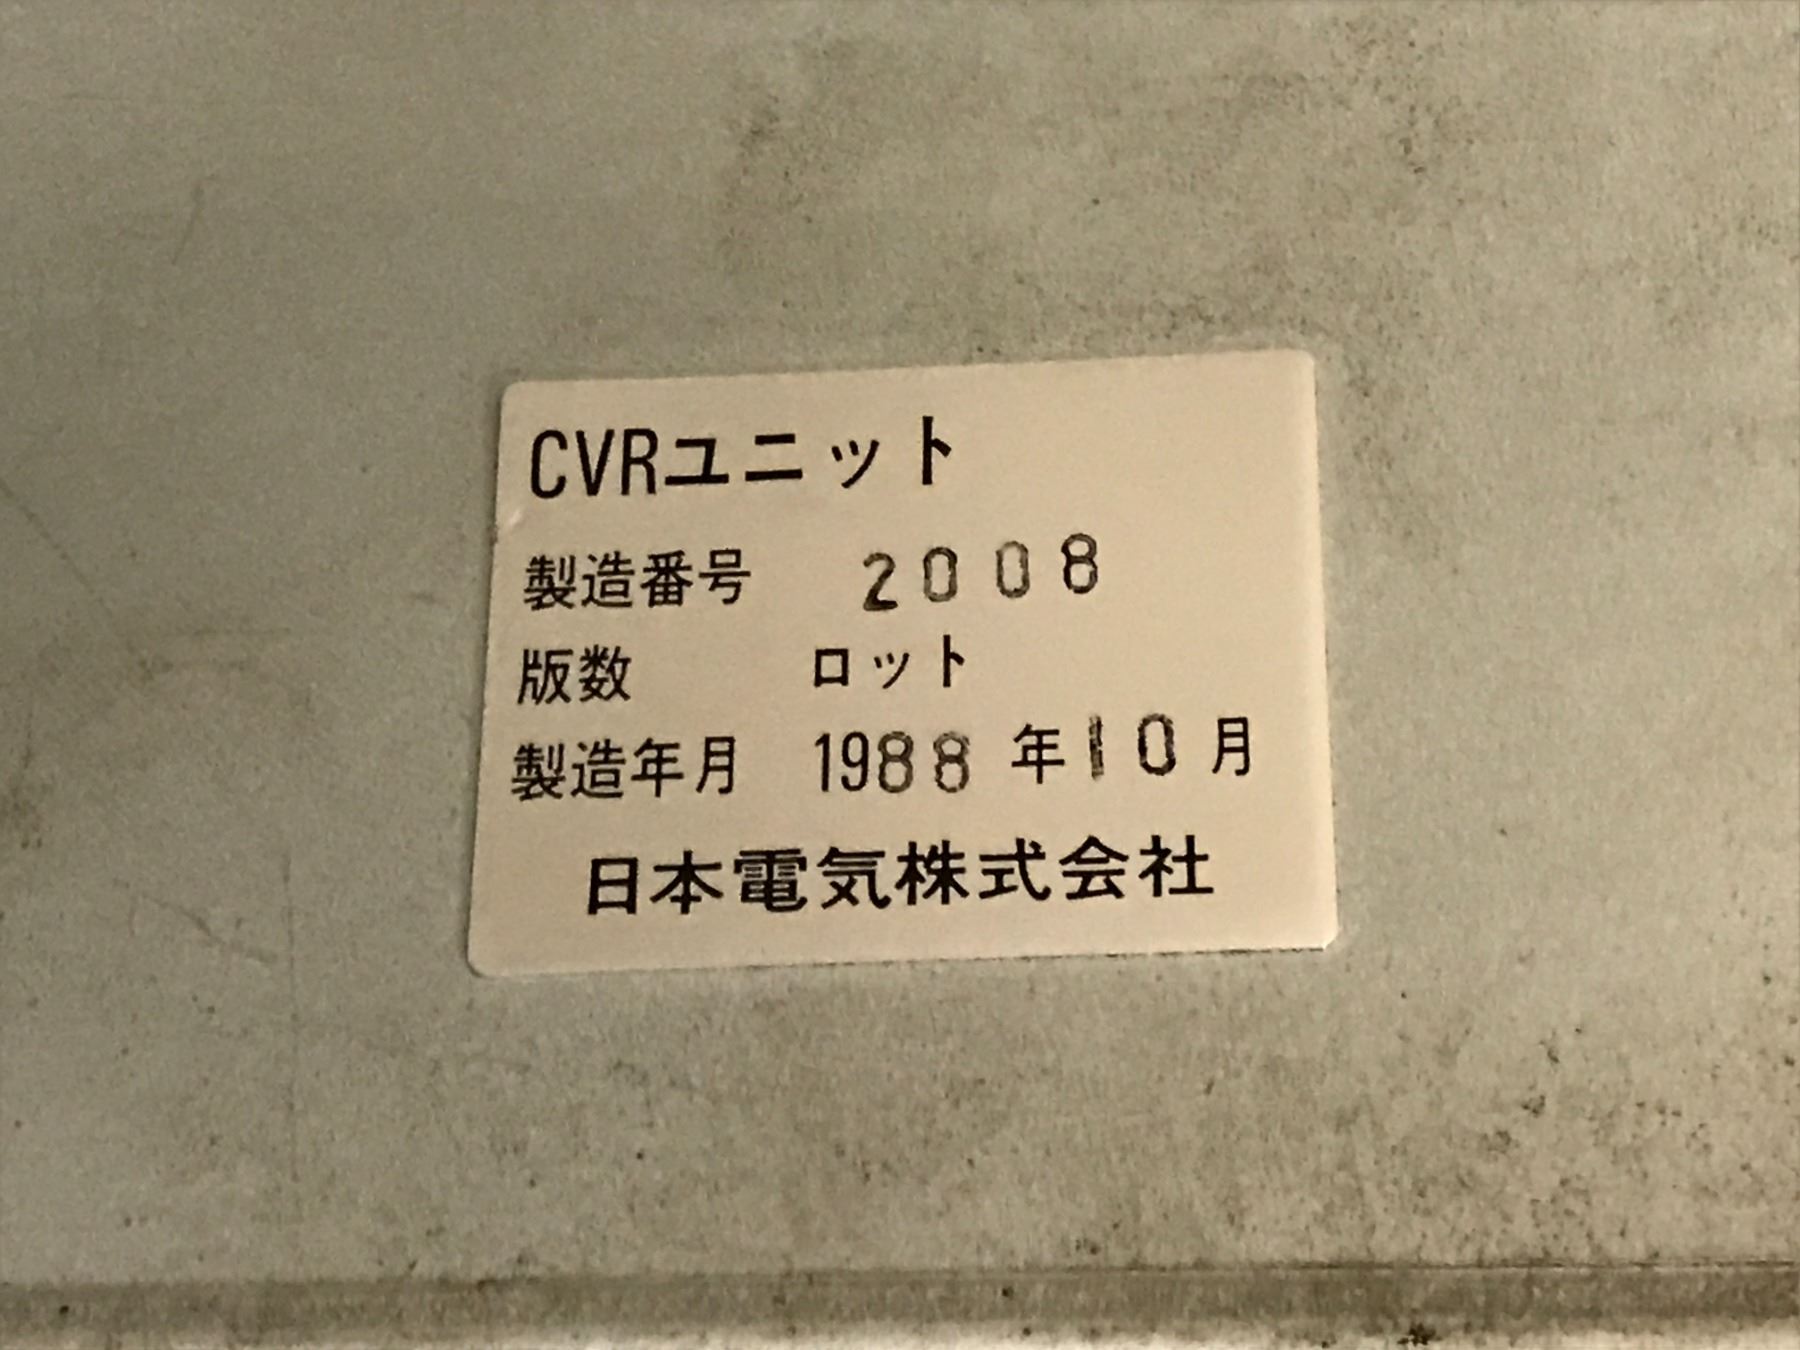 CVRユニット
製造番号 2008
版数 ロット
製造年月 1988年10月
日本電気株式会社